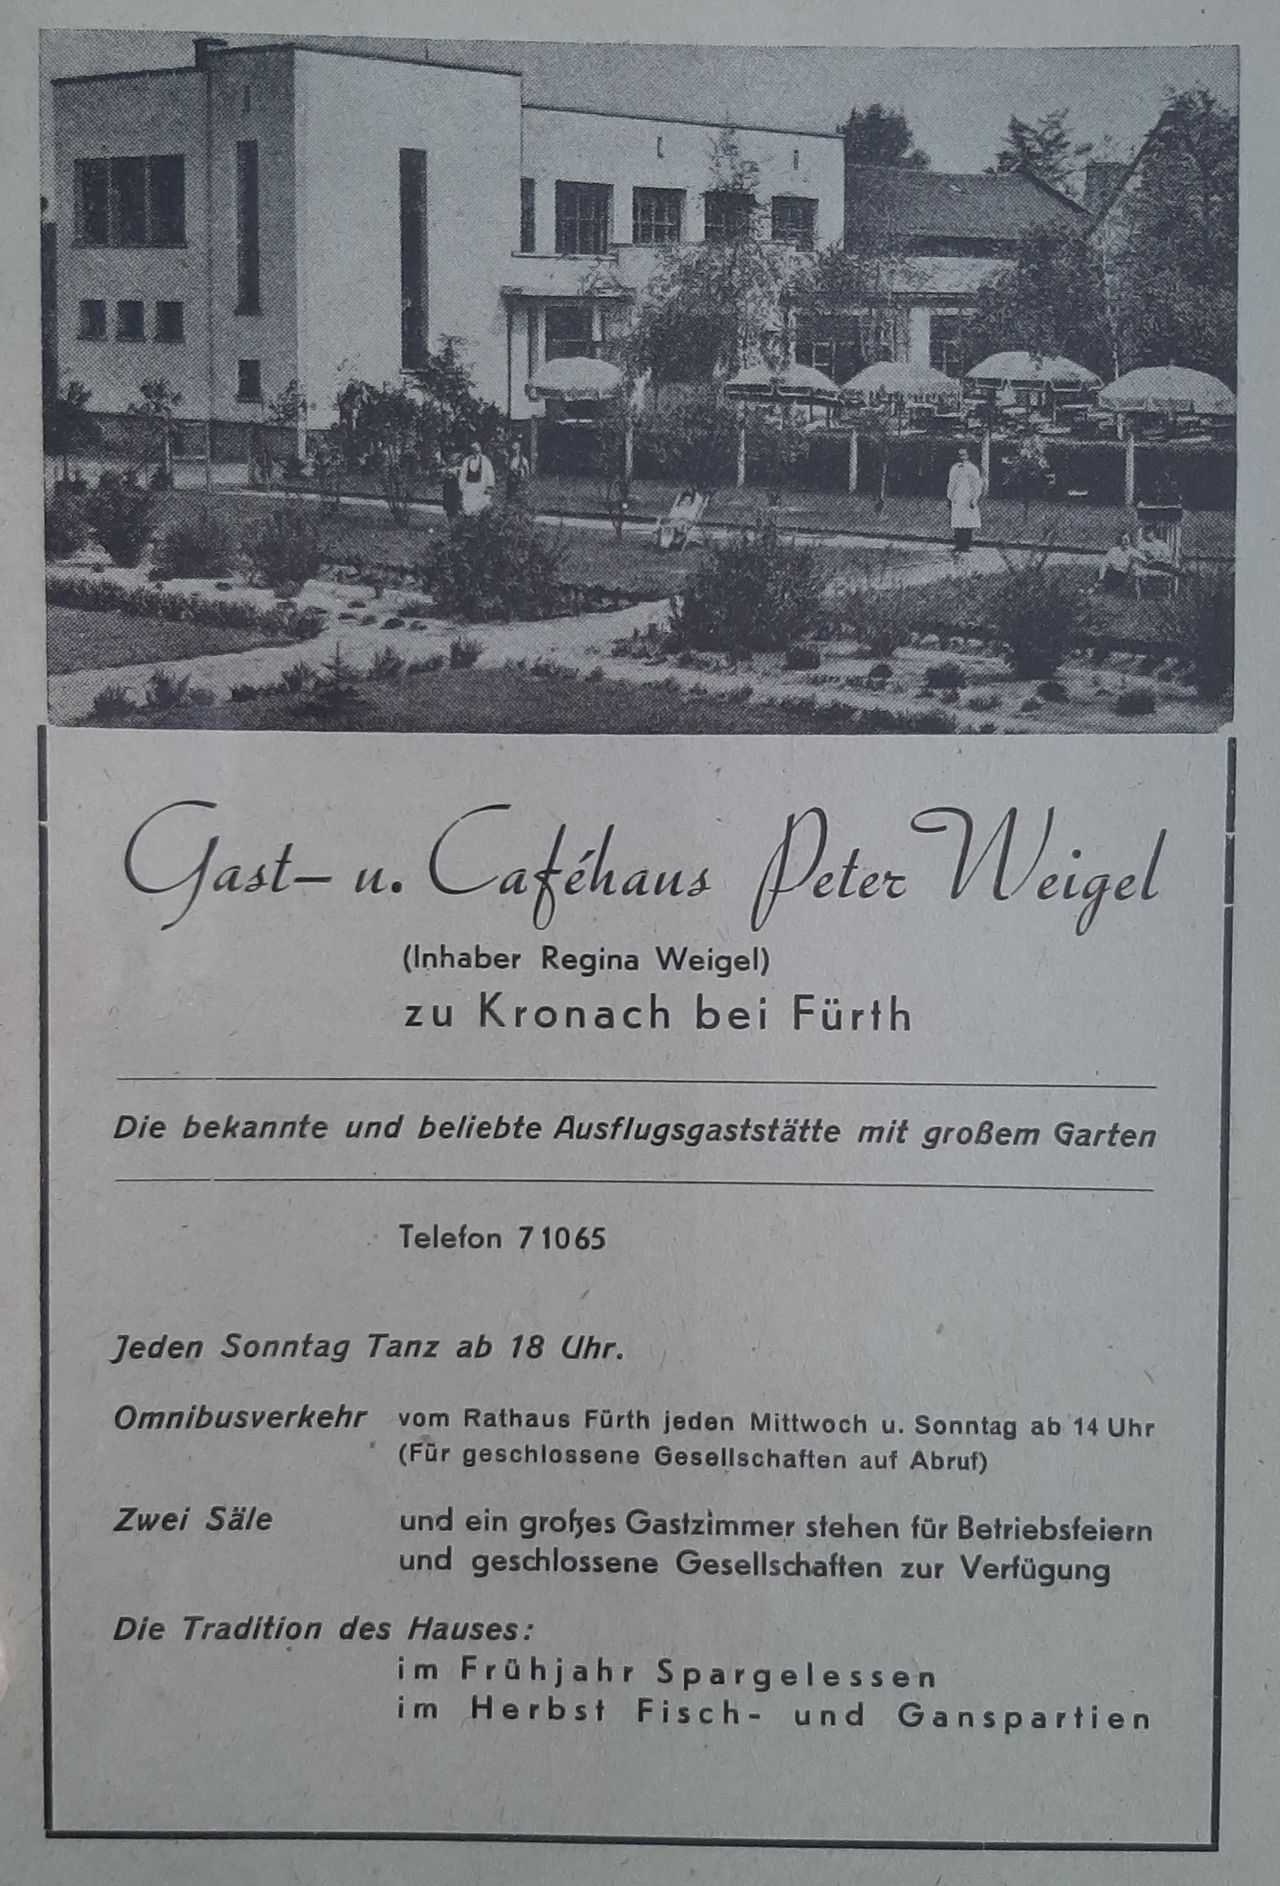 Gast- u. Caféhaus Peter Weigel
(Inhaber Regina Weigel)
zu Kronach bei Fürth
Die bekannte und beliebte Ausflugsgaststätte mit großem Garten
Telefon 71065
Jeden Sonntag Tanz ab 18 Uhr.
Omnibusverkehr vom Rathaus Fürth jeden Mittwoch u. Sonntag ab 14 Uhr
(Für geschlossene Gesellschaften auf Abruf)
Zwei Säle und ein großes Gastzimmer stehen für Betriebsfeiern
und geschlossene Gesellschaften zur Verfügung
Die Tradition des Hauses:
im Frühjahr Spargelessen
im Herbst Fisch- und Ganspartien